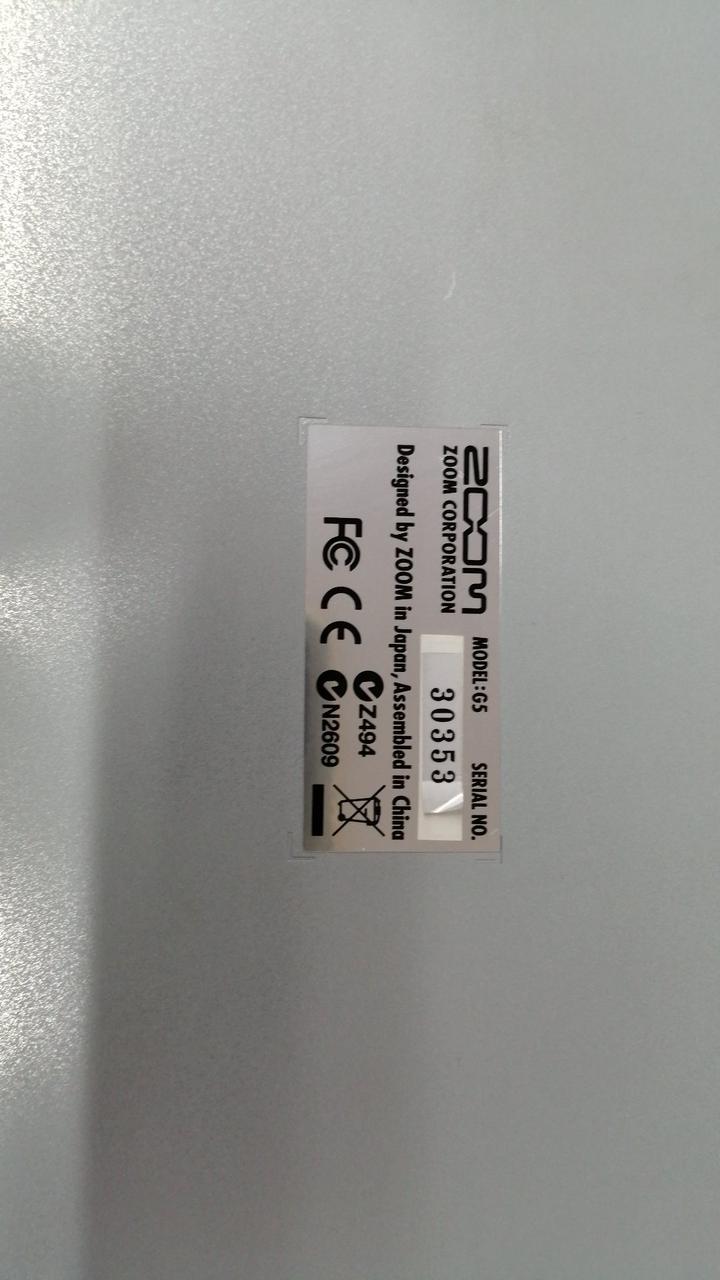 ZOOM MODEL:G5 SERIAL NO.
ZOOM CORPORATION 30353
Designed by ZOOM in Japan, Assembled in China
FC CE Z494
N2609